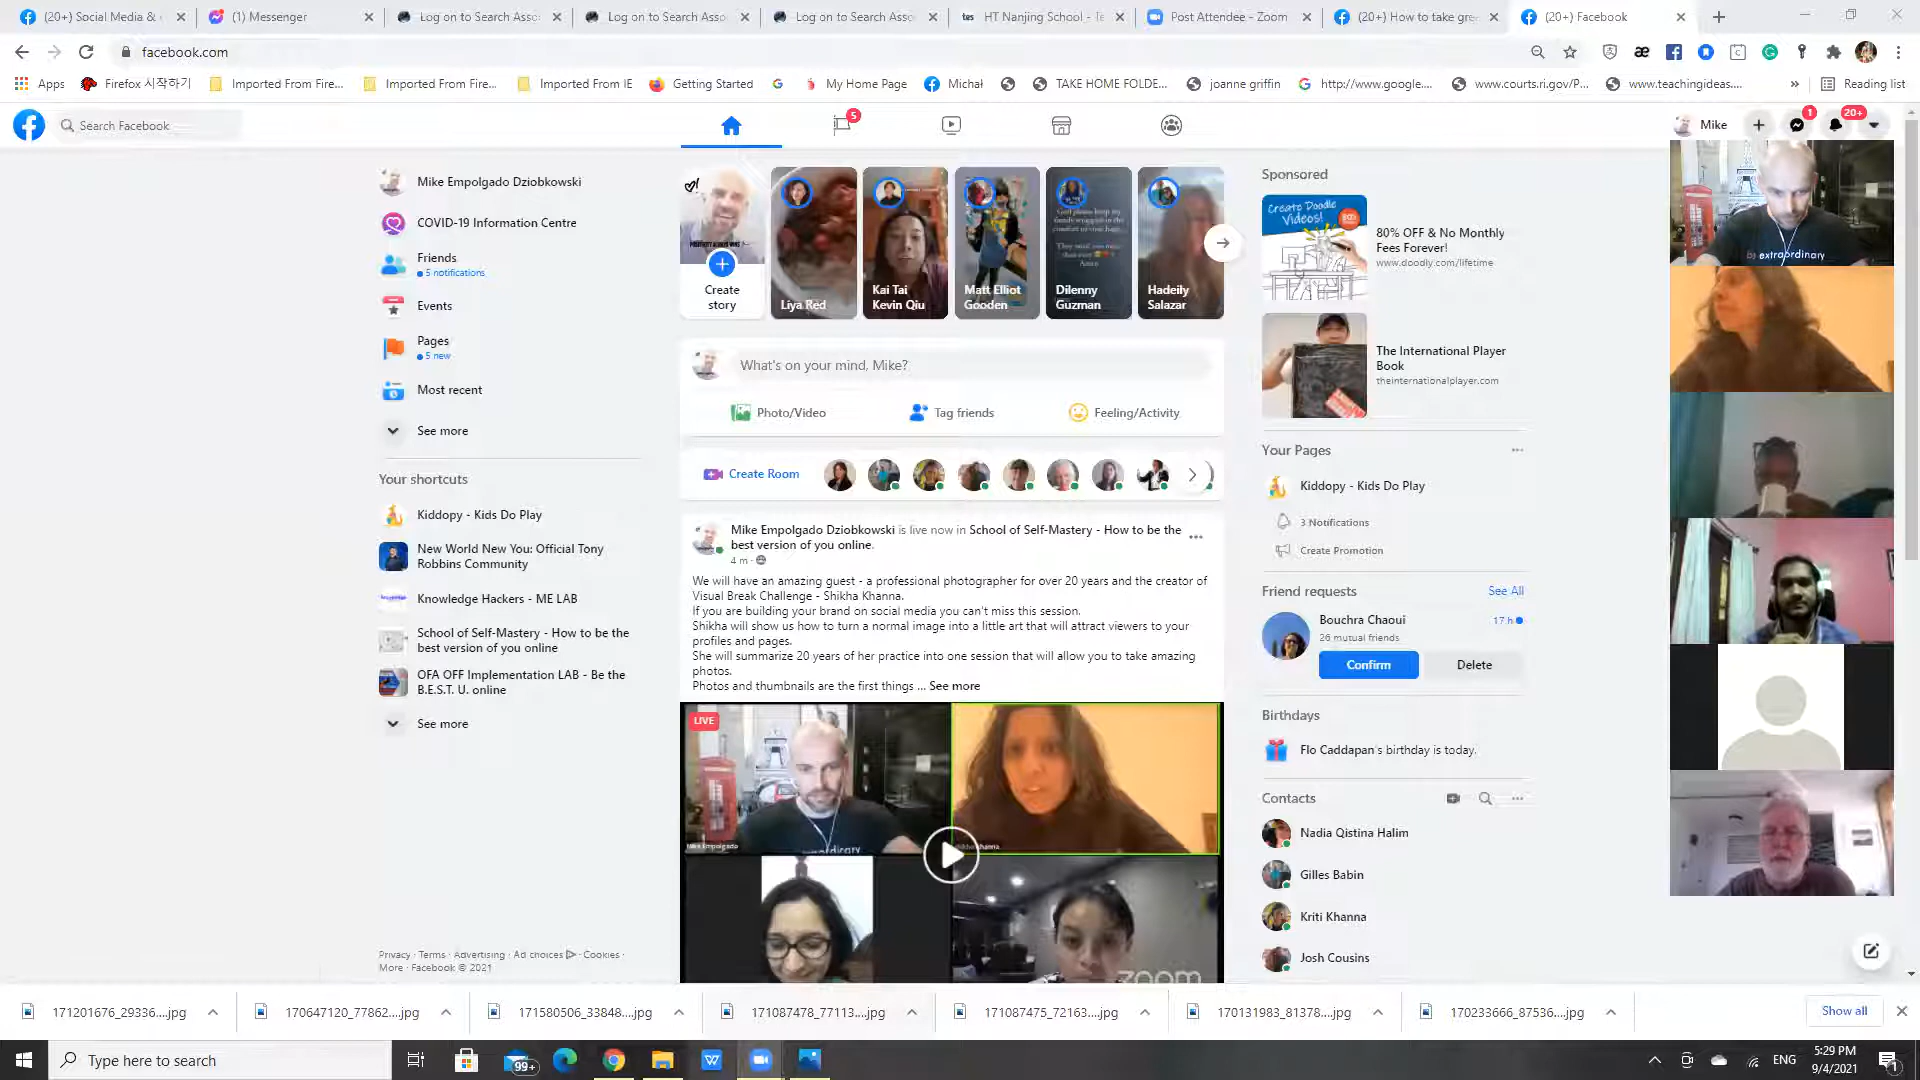 (20+) Social Media &
(1) Messenger
Log on to Search Asso
Log on to Search Asso
Log on to Search Asso
tes HT Nanjing School - Te
Post Attendee - Zoom
(20+) How to take gre
(20+) Facebook
facebook.com
Apps
Firefox 시작하기
Imported From Fire...
Imported From Fire...
Imported From IE
Getting Started
My Home Page
Michał
TAKE HOME FOLDE...
joanne griffin
http://www.google....
www.courts.ri.gov/P...
www.teachingideas....
»
Reading list
Search Facebook
5
Mike
1
20+
Mike Empolgado Dziobkowski
COVID-19 Information Centre
Friends
5 notifications
Events
Pages
5 new
Most recent
See more
Your shortcuts
Kiddopy - Kids Do Play
New World New You: Official Tony
Robbins Community
Knowledge Hackers - ME LAB
School of Self-Mastery - How to be the
best version of you online
OFA OFF Implementation LAB - Be the
B.E.S.T. U. online
See more
Privacy · Terms · Advertising · Ad choices · Cookies ·
More · Facebook © 2021
Create
story
Liya Red
Kai Tai
Kevin Qiu
Matt Elliot
Gooden
Dilenny
Guzman
Hadeily
Salazar
What's on your mind, Mike?
Photo/Video
Tag friends
Feeling/Activity
Create Room
Mike Empolgado Dziobkowski is live now in School of Self-Mastery - How to be the
best version of you online.
4 m ·
We will have an amazing guest - a professional photographer for over 20 years and the creator of
Visual Break Challenge - Shikha Khanna.
If you are building your brand on social media you can't miss this session.
Shikha will show us how to turn a normal image into a little art that will attract viewers to your
profiles and pages.
She will summarize 20 years of her practice into one session that will allow you to take amazing
photos.
Photos and thumbnails are the first things ... See more
LIVE
Mike Empolgado
zoom
Sponsored
Create Doodle
Videos!
80% OFF & No Monthly
Fees Forever!
www.doodly.com/lifetime
The International Player
Book
theinternationalplayer.com
Your Pages
Kiddopy - Kids Do Play
3 Notifications
Create Promotion
Friend requests
See All
Bouchra Chaoui
17 h
26 mutual friends
Confirm
Delete
Birthdays
Flo Caddapan's birthday is today.
Contacts
Nadia Qistina Halim
Gilles Babin
Kriti Khanna
Josh Cousins
be extraordinary
171201676_29336....jpg
170647120_77862....jpg
171580506_33848....jpg
171087478_77113....jpg
171087475_72163....jpg
170131983_81378....jpg
170233666_87536....jpg
Show all
Type here to search
99+
ENG
5:29 PM
9/4/2021
1